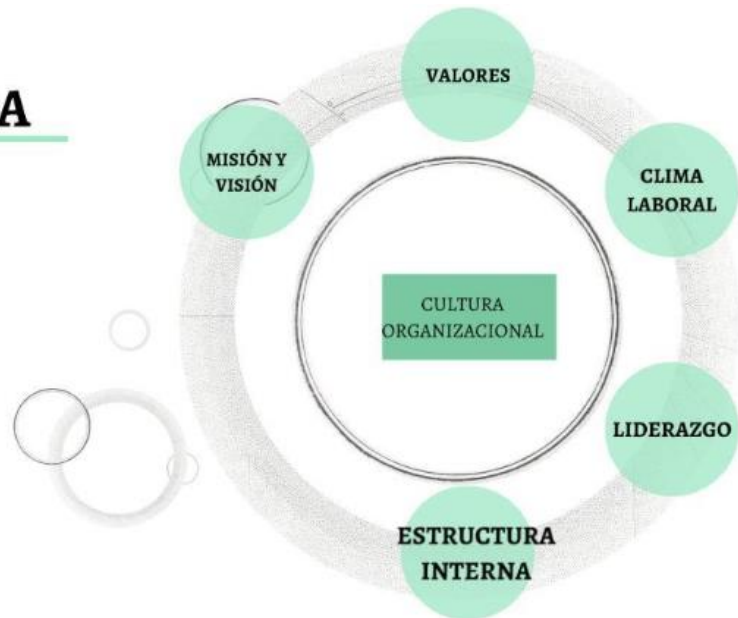 A
VALORES
MISIÓN Y
VISIÓN
CLIMA
LABORAL
CULTURA
ORGANIZACIONAL
LIDERAZGO
ESTRUCTURA
INTERNA